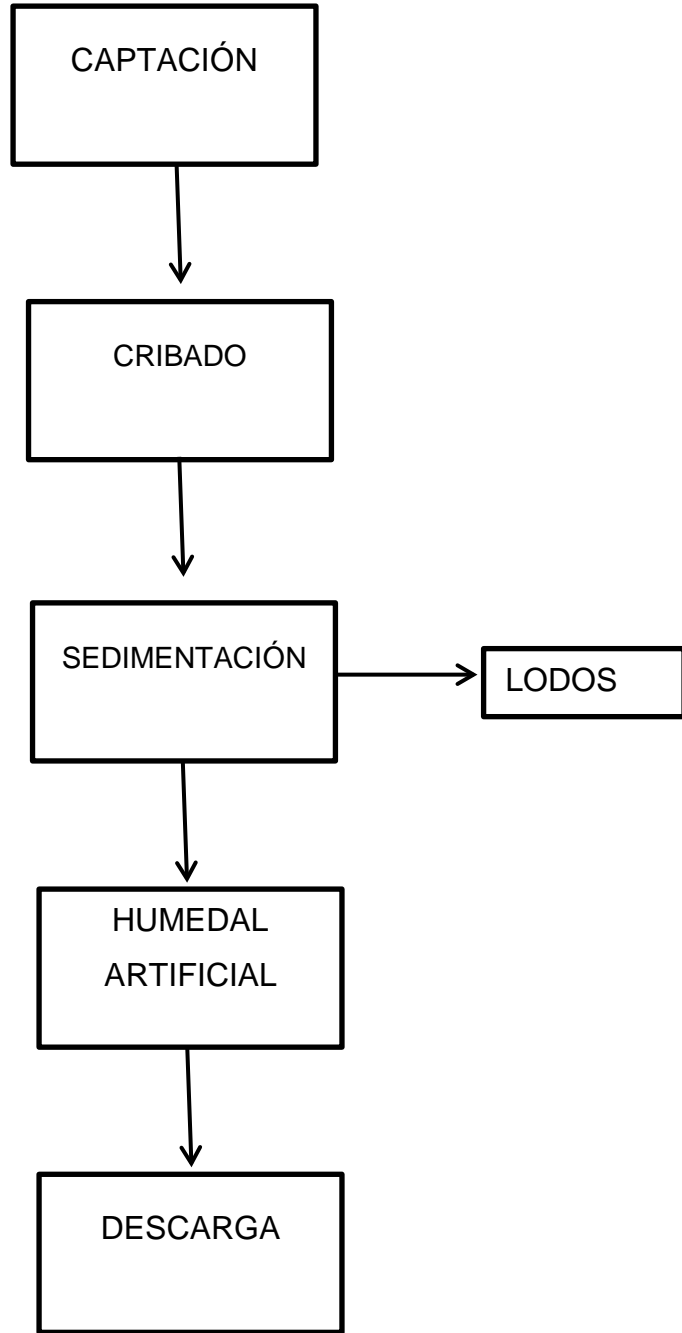 CAPTACIÓN
CRIBADO
SEDIMENTACIÓN
LODOS
HUMEDAL
ARTIFICIAL
DESCARGA